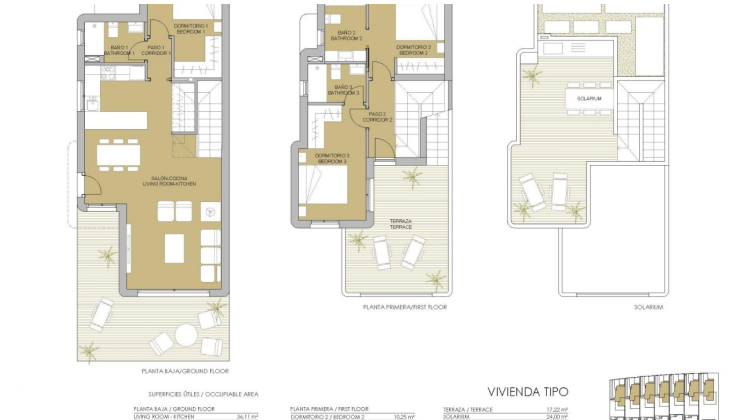 DORMITORIO 1
BEDROOM 1
BAÑO 1
BATHROOM 1
PASO 1
CORRIDOR 1
SALÓN-COCINA
LIVING ROOM-KITCHEN
PLANTA BAJA/GROUND FLOOR
BAÑO 2
BATHROOM 2
DORMITORIO 2
BEDROOM 2
BAÑO 3
BATHROOM 3
PASO 2
CORRIDOR 2
DORMITORIO 3
BEDROOM 3
TERRAZA
TERRACE
PLANTA PRIMERA/FIRST FLOOR
SOLARIUM
SOLARIUM
SUPERFICIES ÚTILES / OCCUPIABLE AREA
VIVIENDA TIPO
PLANTA BAJA / GROUND FLOOR
LIVING ROOM - KITCHEN 36,11 m²
PLANTA PRIMERA / FIRST FLOOR
DORMITORIO 2 / BEDROOM 2 10,25 m²
TERRAZA / TERRACE 17,22 m²
SOLARIUM 24,00 m²